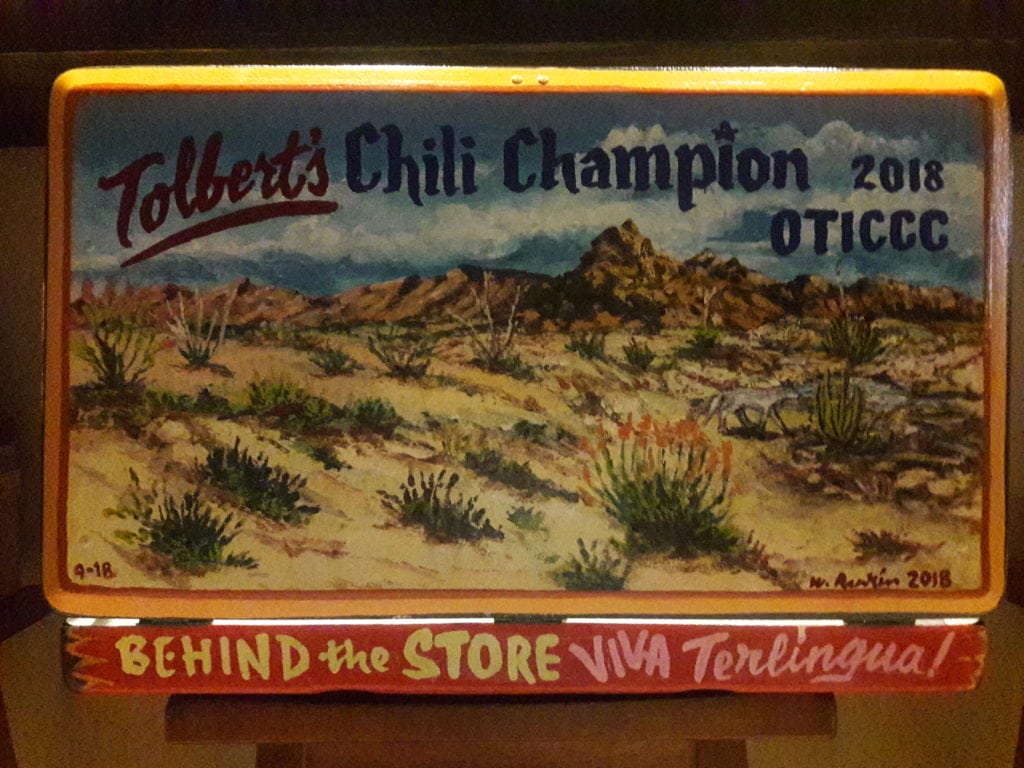 Tolbert's Chili Champion 2018
OTICCC
9-18
2018
BEHIND the STORE VIVA Terlingua!